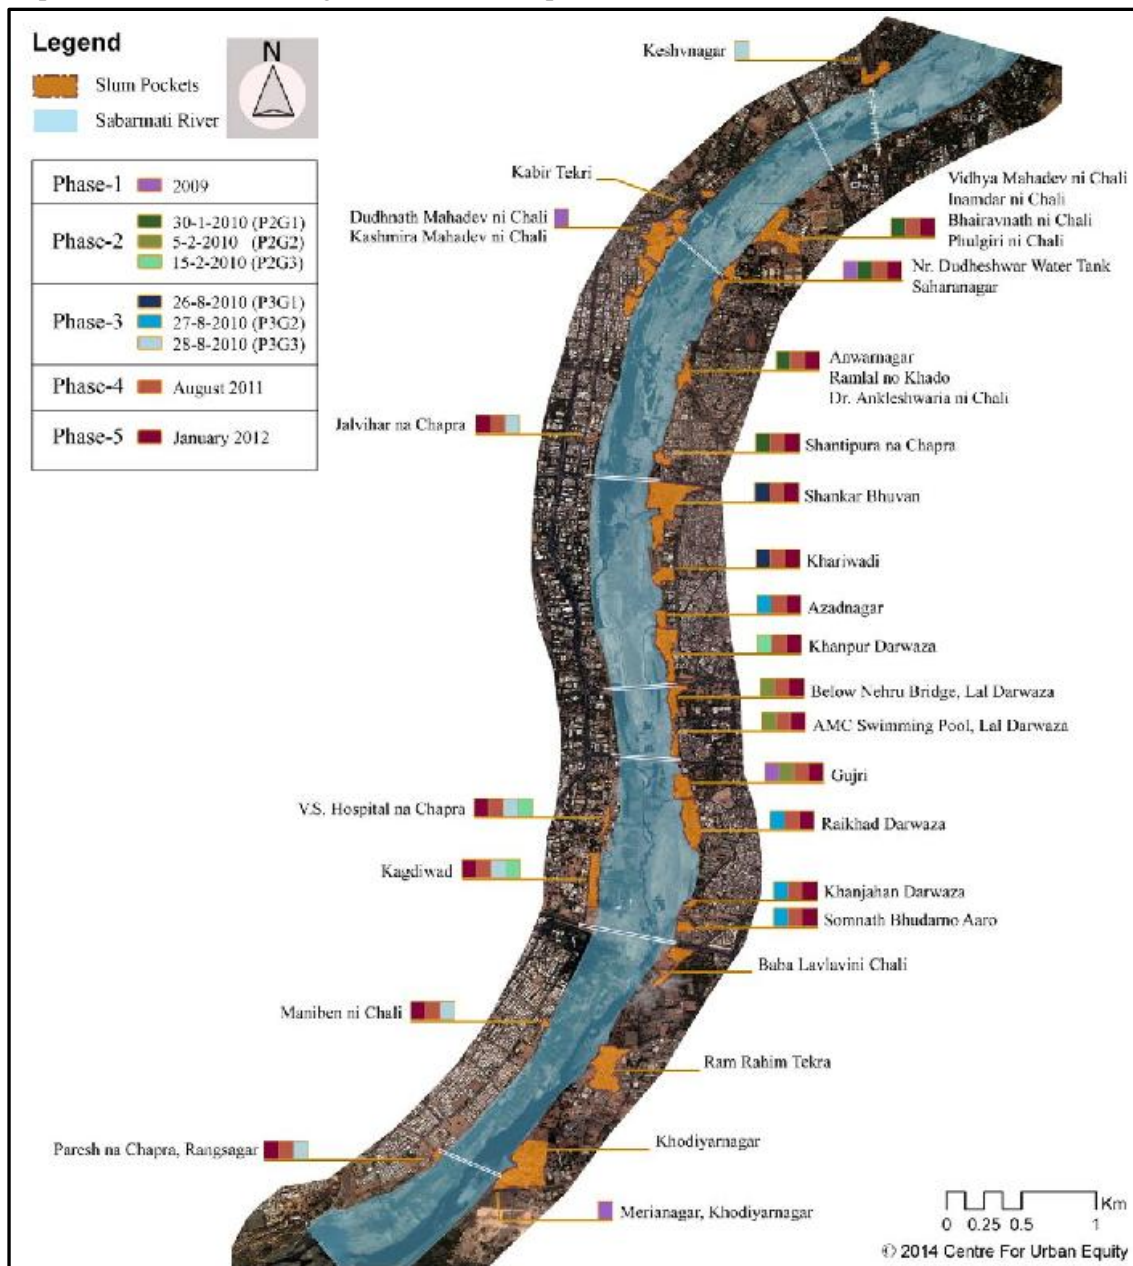 Legend
N
Slum Pockets
Sabarmati River
Phase-1
2009
Phase-2
30-1-2010 (P2G1)
5-2-2010 (P2G2)
15-2-2010 (P2G3)
Phase-3
26-8-2010 (P3G1)
27-8-2010 (P3G2)
28-8-2010 (P3G3)
Phase-4
August 2011
Phase-5
January 2012
Keshvnagar
Kabir Tekri
Dudhnath Mahadev ni Chali
Kashmira Mahadev ni Chali
Vidhya Mahadev ni Chali
Inamdar ni Chali
Bhairavnath ni Chali
Phulgiri ni Chali
Nr. Dudheshwar Water Tank
Saharanagar
Anwarnagar
Ramlal no Khado
Dr. Ankleshwaria ni Chali
Jalvihar na Chapra
Shantipura na Chapra
Shankar Bhuvan
Khariwadi
Azadnagar
Khanpur Darwaza
Below Nehru Bridge, Lal Darwaza
AMC Swimming Pool, Lal Darwaza
Gujri
V.S. Hospital na Chapra
Raikhad Darwaza
Kagdiwad
Khanjahan Darwaza
Somnath Bhudarno Aaro
Baba Lavlavini Chali
Maniben ni Chali
Ram Rahim Tekra
Paresh na Chapra, Rangsagar
Khodiyarnagar
Merianagar, Khodiyarnagar
Km
0 0.25 0.5 1
© 2014 Centre For Urban Equity